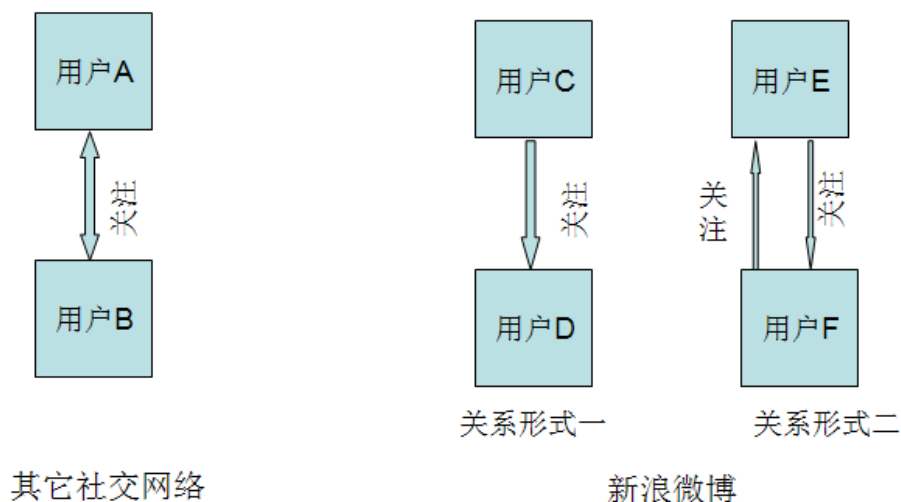 用户A
关注
用户B
其它社交网络
用户C
关注
用户D
关系形式一
用户E
关注
关注
用户F
关系形式二
新浪微博